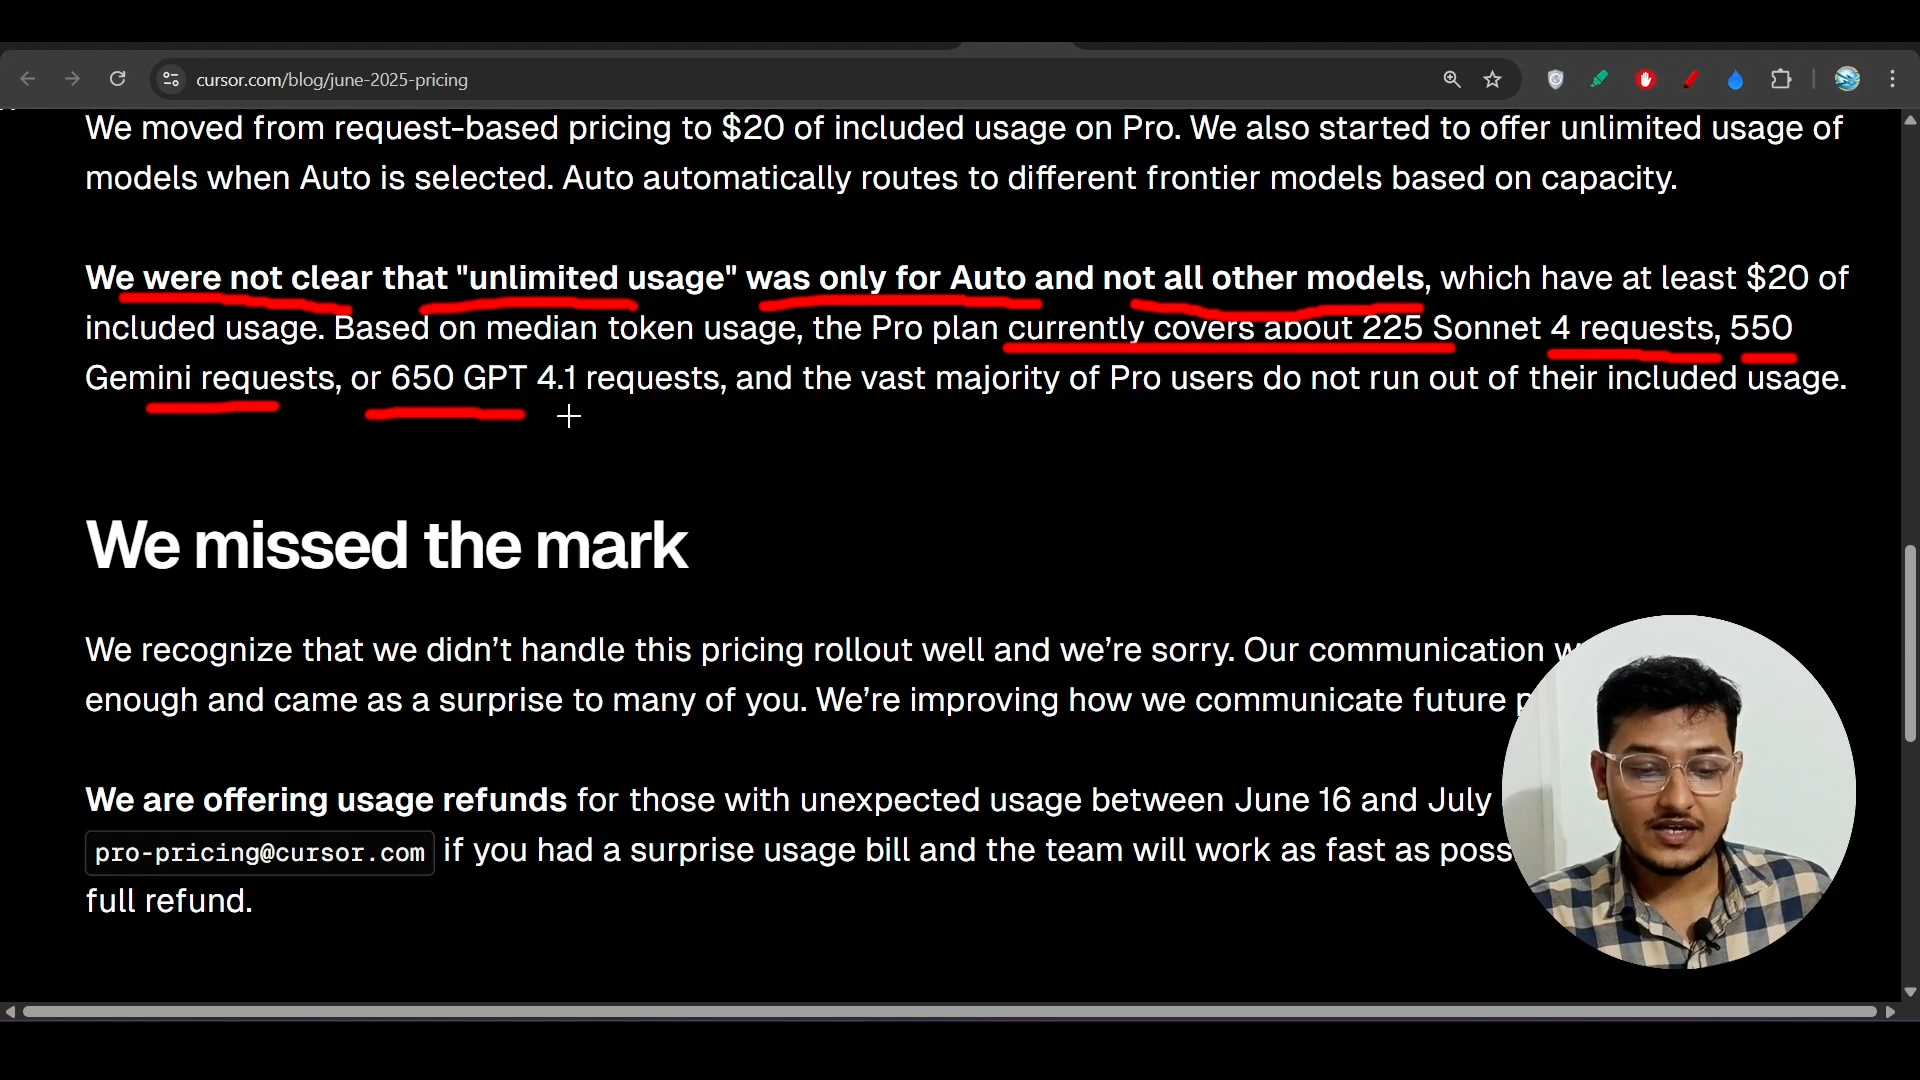 cursor.com/blog/june-2025-pricing
We moved from request-based pricing to $20 of included usage on Pro. We also started to offer unlimited usage of
models when Auto is selected. Auto automatically routes to different frontier models based on capacity.
We were not clear that "unlimited usage" was only for Auto and not all other models, which have at least $20 of
included usage. Based on median token usage, the Pro plan currently covers about 225 Sonnet 4 requests, 550
Gemini requests, or 650 GPT 4.1 requests, and the vast majority of Pro users do not run out of their included usage.
We missed the mark
We recognize that we didn’t handle this pricing rollout well and we’re sorry. Our communication
enough and came as a surprise to many of you. We’re improving how we communicate future
We are offering usage refunds for those with unexpected usage between June 16 and July
pro-pricing@cursor.com if you had a surprise usage bill and the team will work as fast as
full refund.